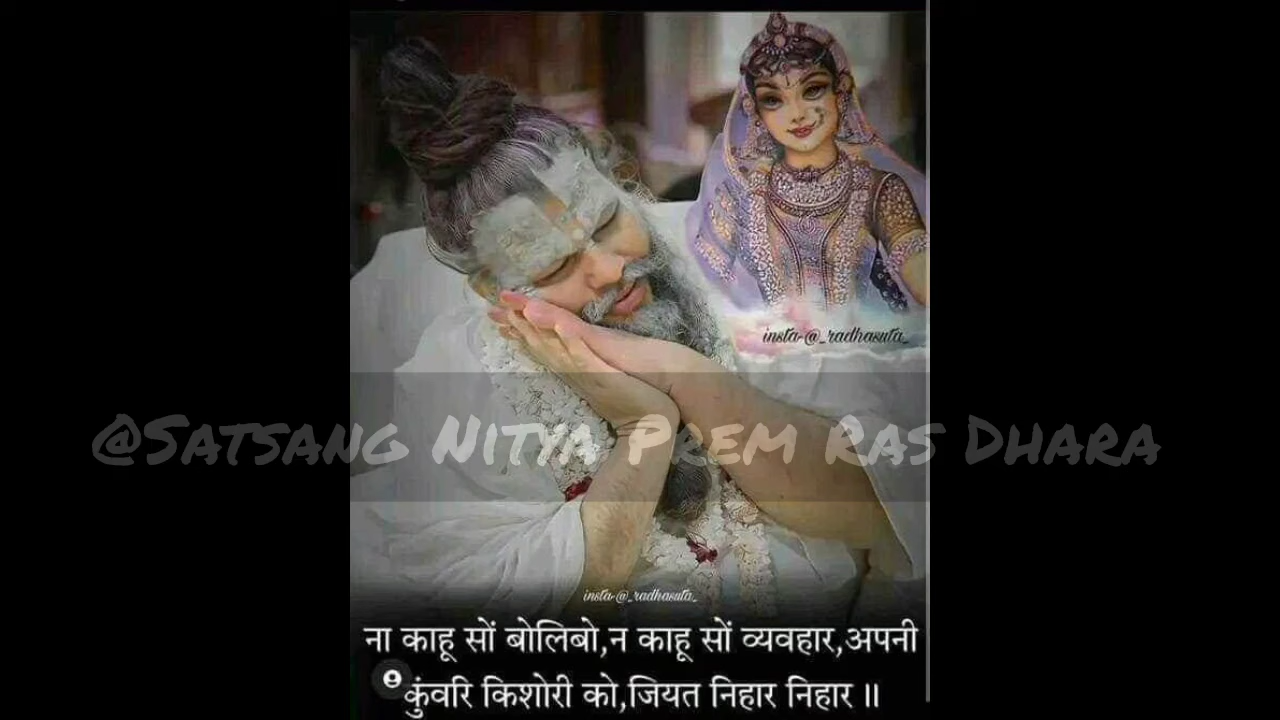 insta-@_radhasuta_
@Satsang Nitya Prem Ras Dhara
insta-@_radhasuta_
ना काहू सों बोलिबो,न काहू सों व्यवहार,अपनी
कुंवरि किशोरी को,जियत निहार निहार ॥